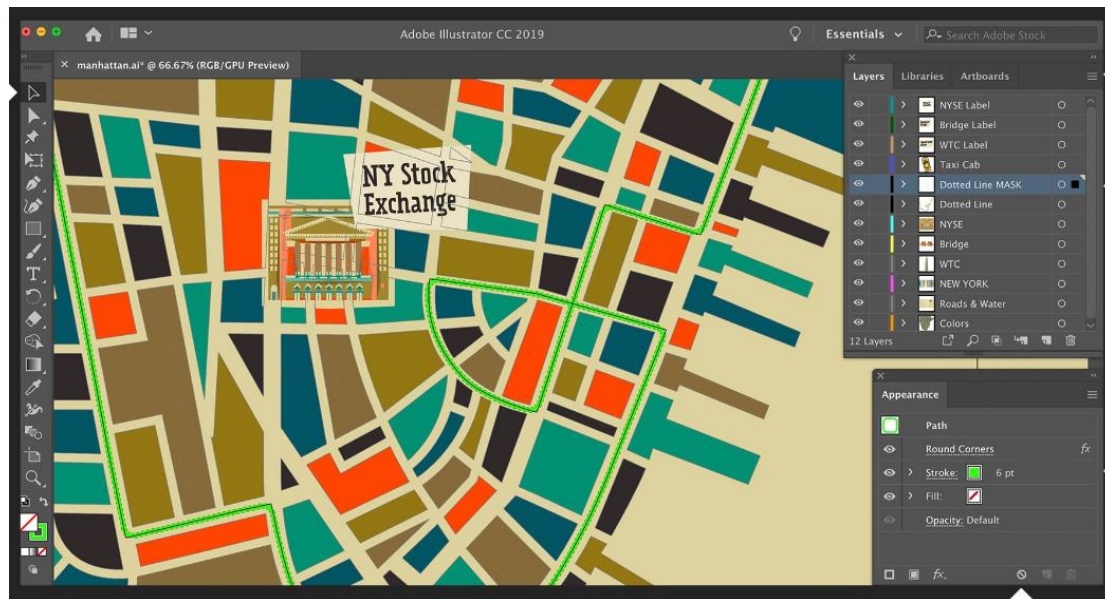 Adobe Illustrator CC 2019
Essentials
Search Adobe Stock
manhattan.ai* @ 66.67% (RGB/GPU Preview)
NY Stock
Exchange
Layers Libraries Artboards
NYSE Label
Bridge Label
WTC Label
Taxi Cab
Dotted Line MASK
Dotted Line
NYSE
Bridge
WTC
NEW YORK
Roads & Water
Colors
12 Layers
Appearance
Path
Round Corners fx
Stroke: 6 pt
Fill:
Opacity: Default
fx.